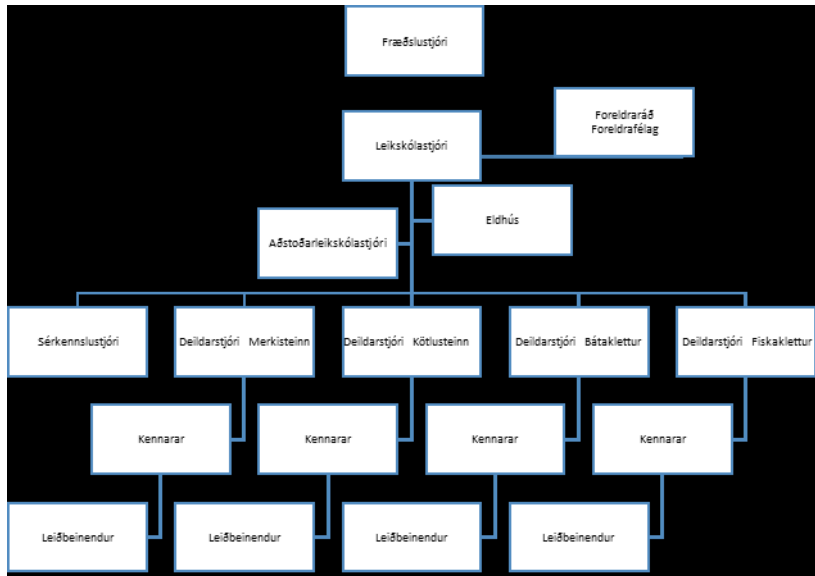 Fræðslustjóri
Foreldraráð
Foreldrafélag
Leikskólastjóri
Eldhús
Aðstoðarleikskólastjóri
Sérkennslustjóri
Deildarstjóri Merkisteinn
Deildarstjóri Kötlusteinn
Deildarstjóri Bátaklettur
Deildarstjóri Fiskaklettur
Kennarar
Kennarar
Kennarar
Kennarar
Leiðbeinendur
Leiðbeinendur
Leiðbeinendur
Leiðbeinendur